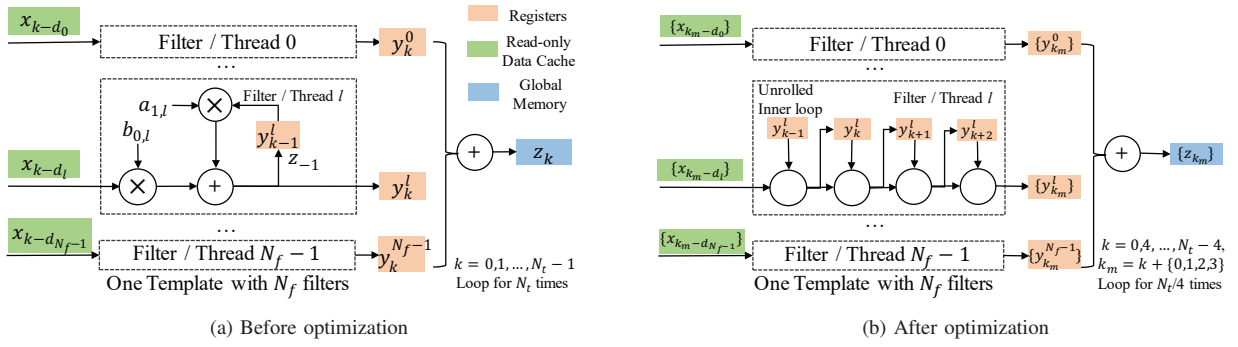 x_{k-d_0}
Filter / Thread 0
y_k^0
...
Registers
Read-only
Data Cache
Global
Memory
a_{1,l}
b_{0,l}
×
Filter / Thread l
y_{k-1}^l
z_{-1}
x_{k-d_l}
×
+
y_k^l
+
z_k
...
x_{k-d_{N_f-1}}
Filter / Thread N_f − 1
y_k^{N_f-1}
k = 0,1, ..., N_t − 1
Loop for N_t times
One Template with N_f filters
(a) Before optimization
{x_{k_m-d_0}}
Filter / Thread 0
{y_{k_m}^0}
...
Unrolled
Inner loop
Filter / Thread l
y_{k-1}^l
y_k^l
y_{k+1}^l
y_{k+2}^l
{x_{k_m-d_l}}
{y_{k_m}^l}
+
{z_{k_m}}
...
{x_{k_m-d_{N_f-1}}}
Filter / Thread N_f − 1
{y_{k_m}^{N_f-1}}
k = 0,4, ..., N_t − 4,
k_m = k + {0,1,2,3}
Loop for N_t/4 times
One Template with N_f filters
(b) After optimization